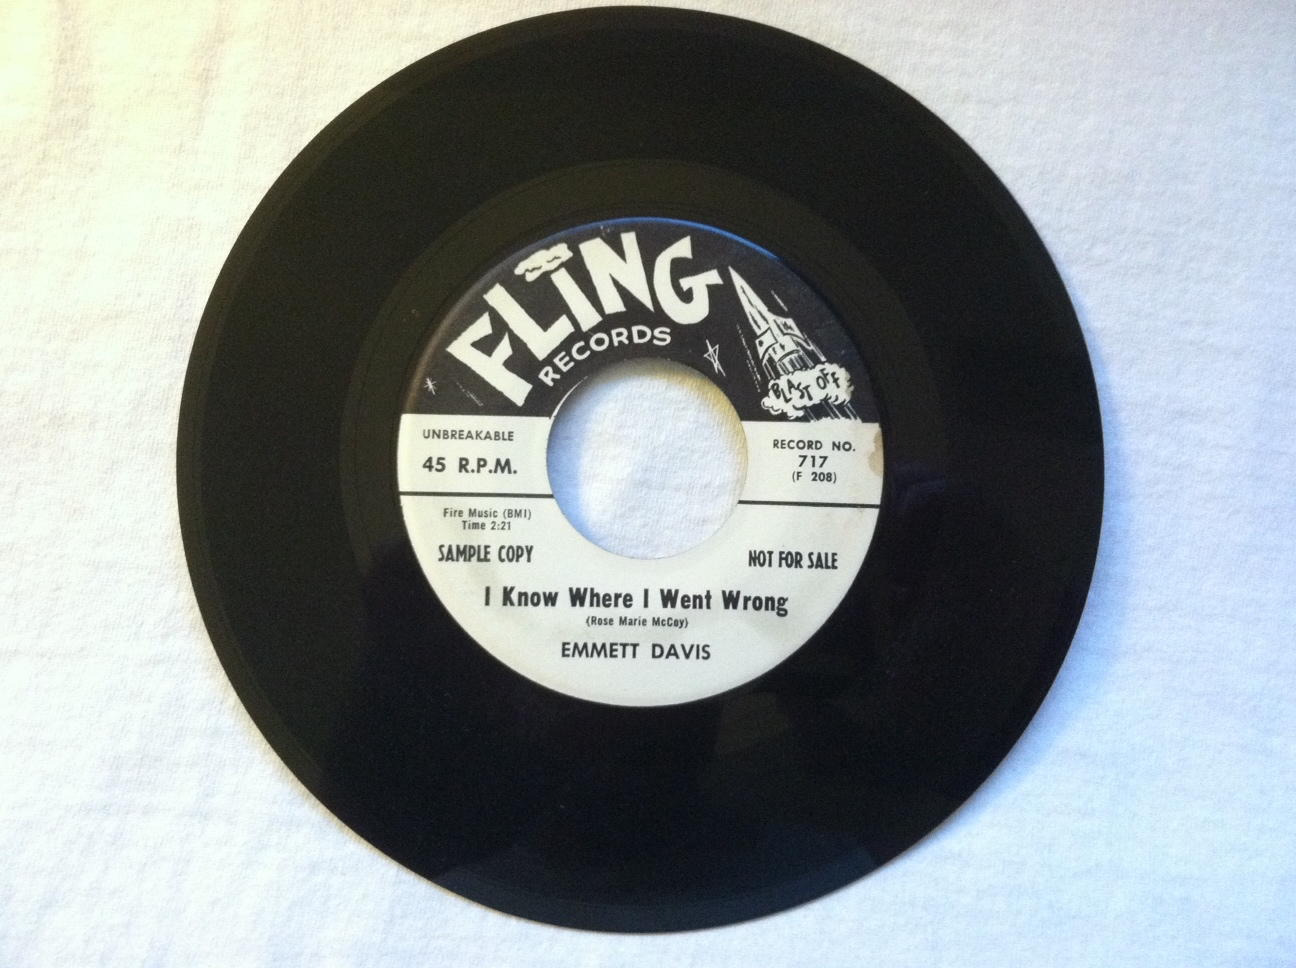 FLING
RECORDS
BLAST OFF
UNBREAKABLE
45 R.P.M.
RECORD NO.
717
(F 208)
Fire Music (BMI)
Time 2:21
SAMPLE COPY
NOT FOR SALE
I Know Where I Went Wrong
(Rose Marie McCoy)
EMMETT DAVIS